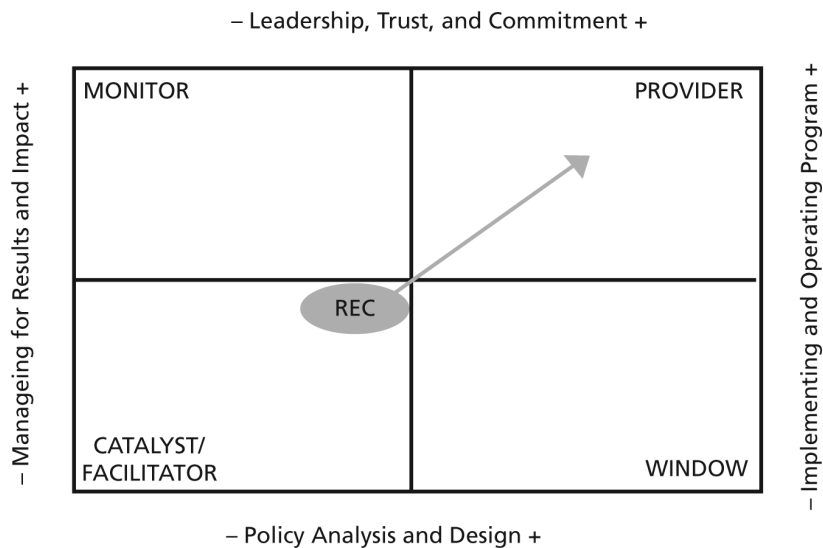 – Leadership, Trust, and Commitment +
– Manageing for Results and Impact +
MONITOR
PROVIDER
– Implementing and Operating Program +
REC
CATALYST/
FACILITATOR
WINDOW
– Policy Analysis and Design +